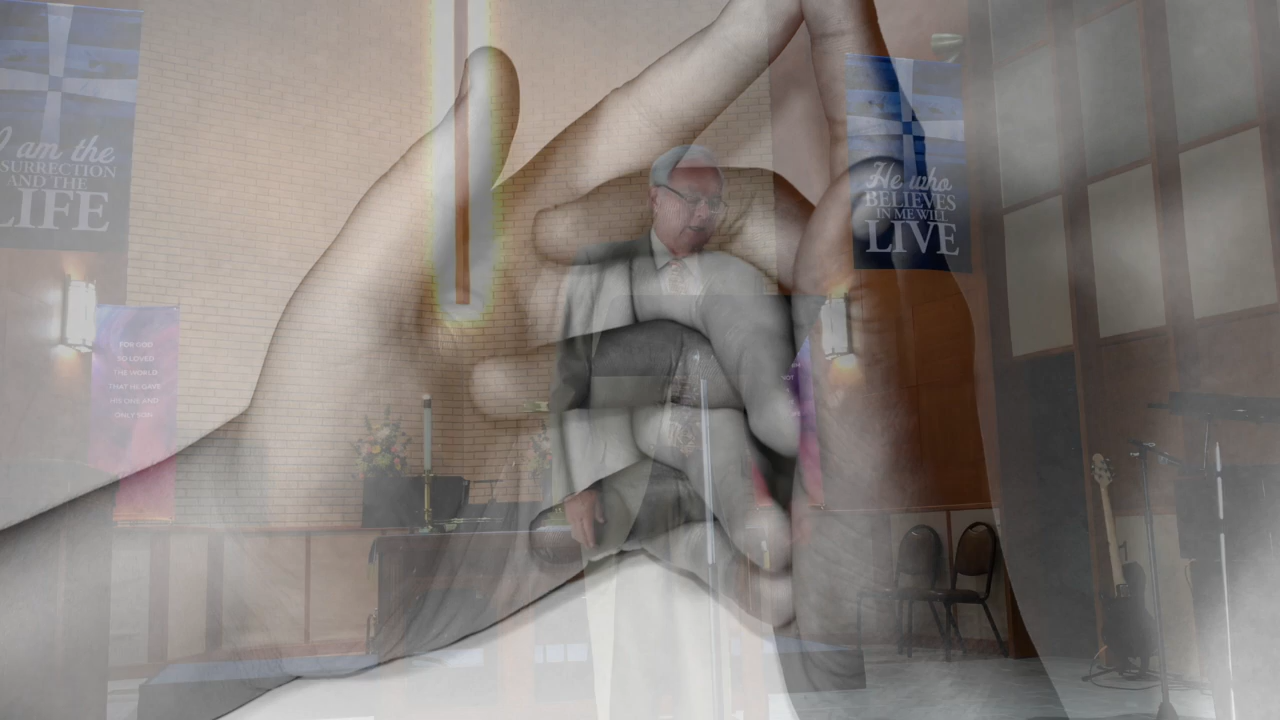 I am the
SURRECTION
AND THE
LIFE
He who
BELIEVES
IN ME WILL
LIVE
FOR GOD
SO LOVED
THE WORLD
THAT HE GAVE
HIS ONE AND
ONLY SON